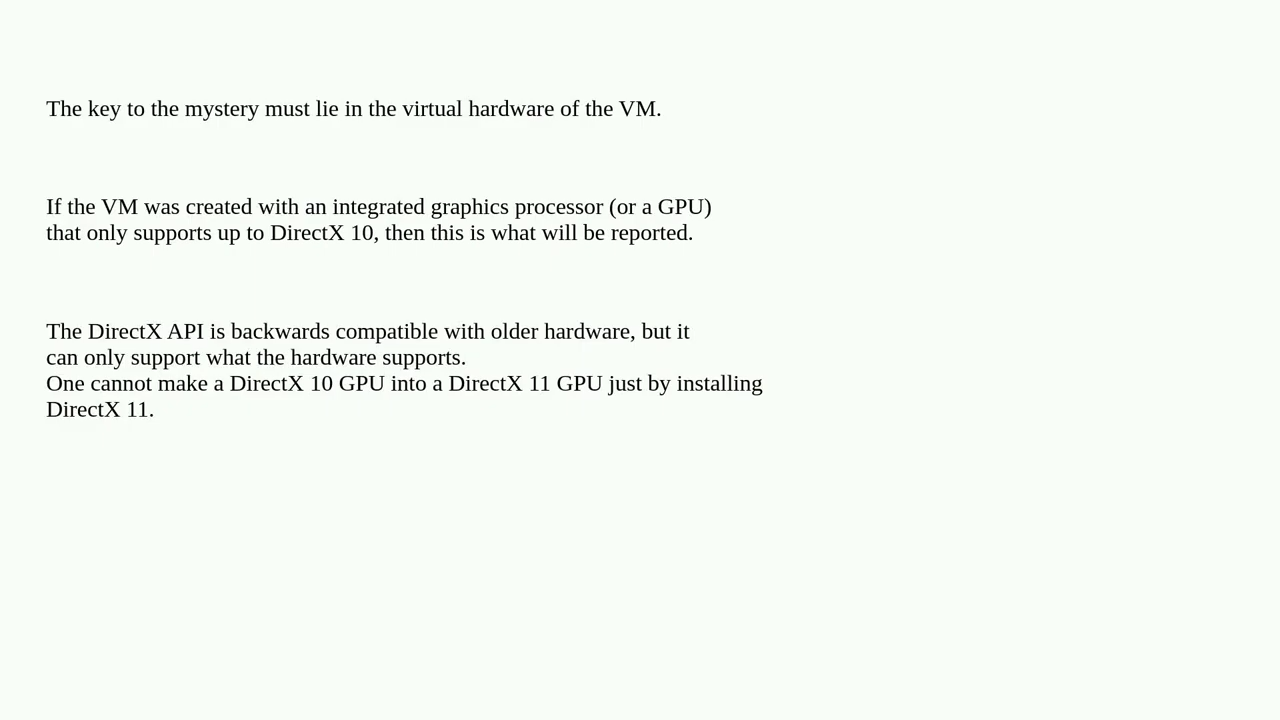 The key to the mystery must lie in the virtual hardware of the VM.
If the VM was created with an integrated graphics processor (or a GPU)
that only supports up to DirectX 10, then this is what will be reported.
The DirectX API is backwards compatible with older hardware, but it
can only support what the hardware supports.
One cannot make a DirectX 10 GPU into a DirectX 11 GPU just by installing
DirectX 11.